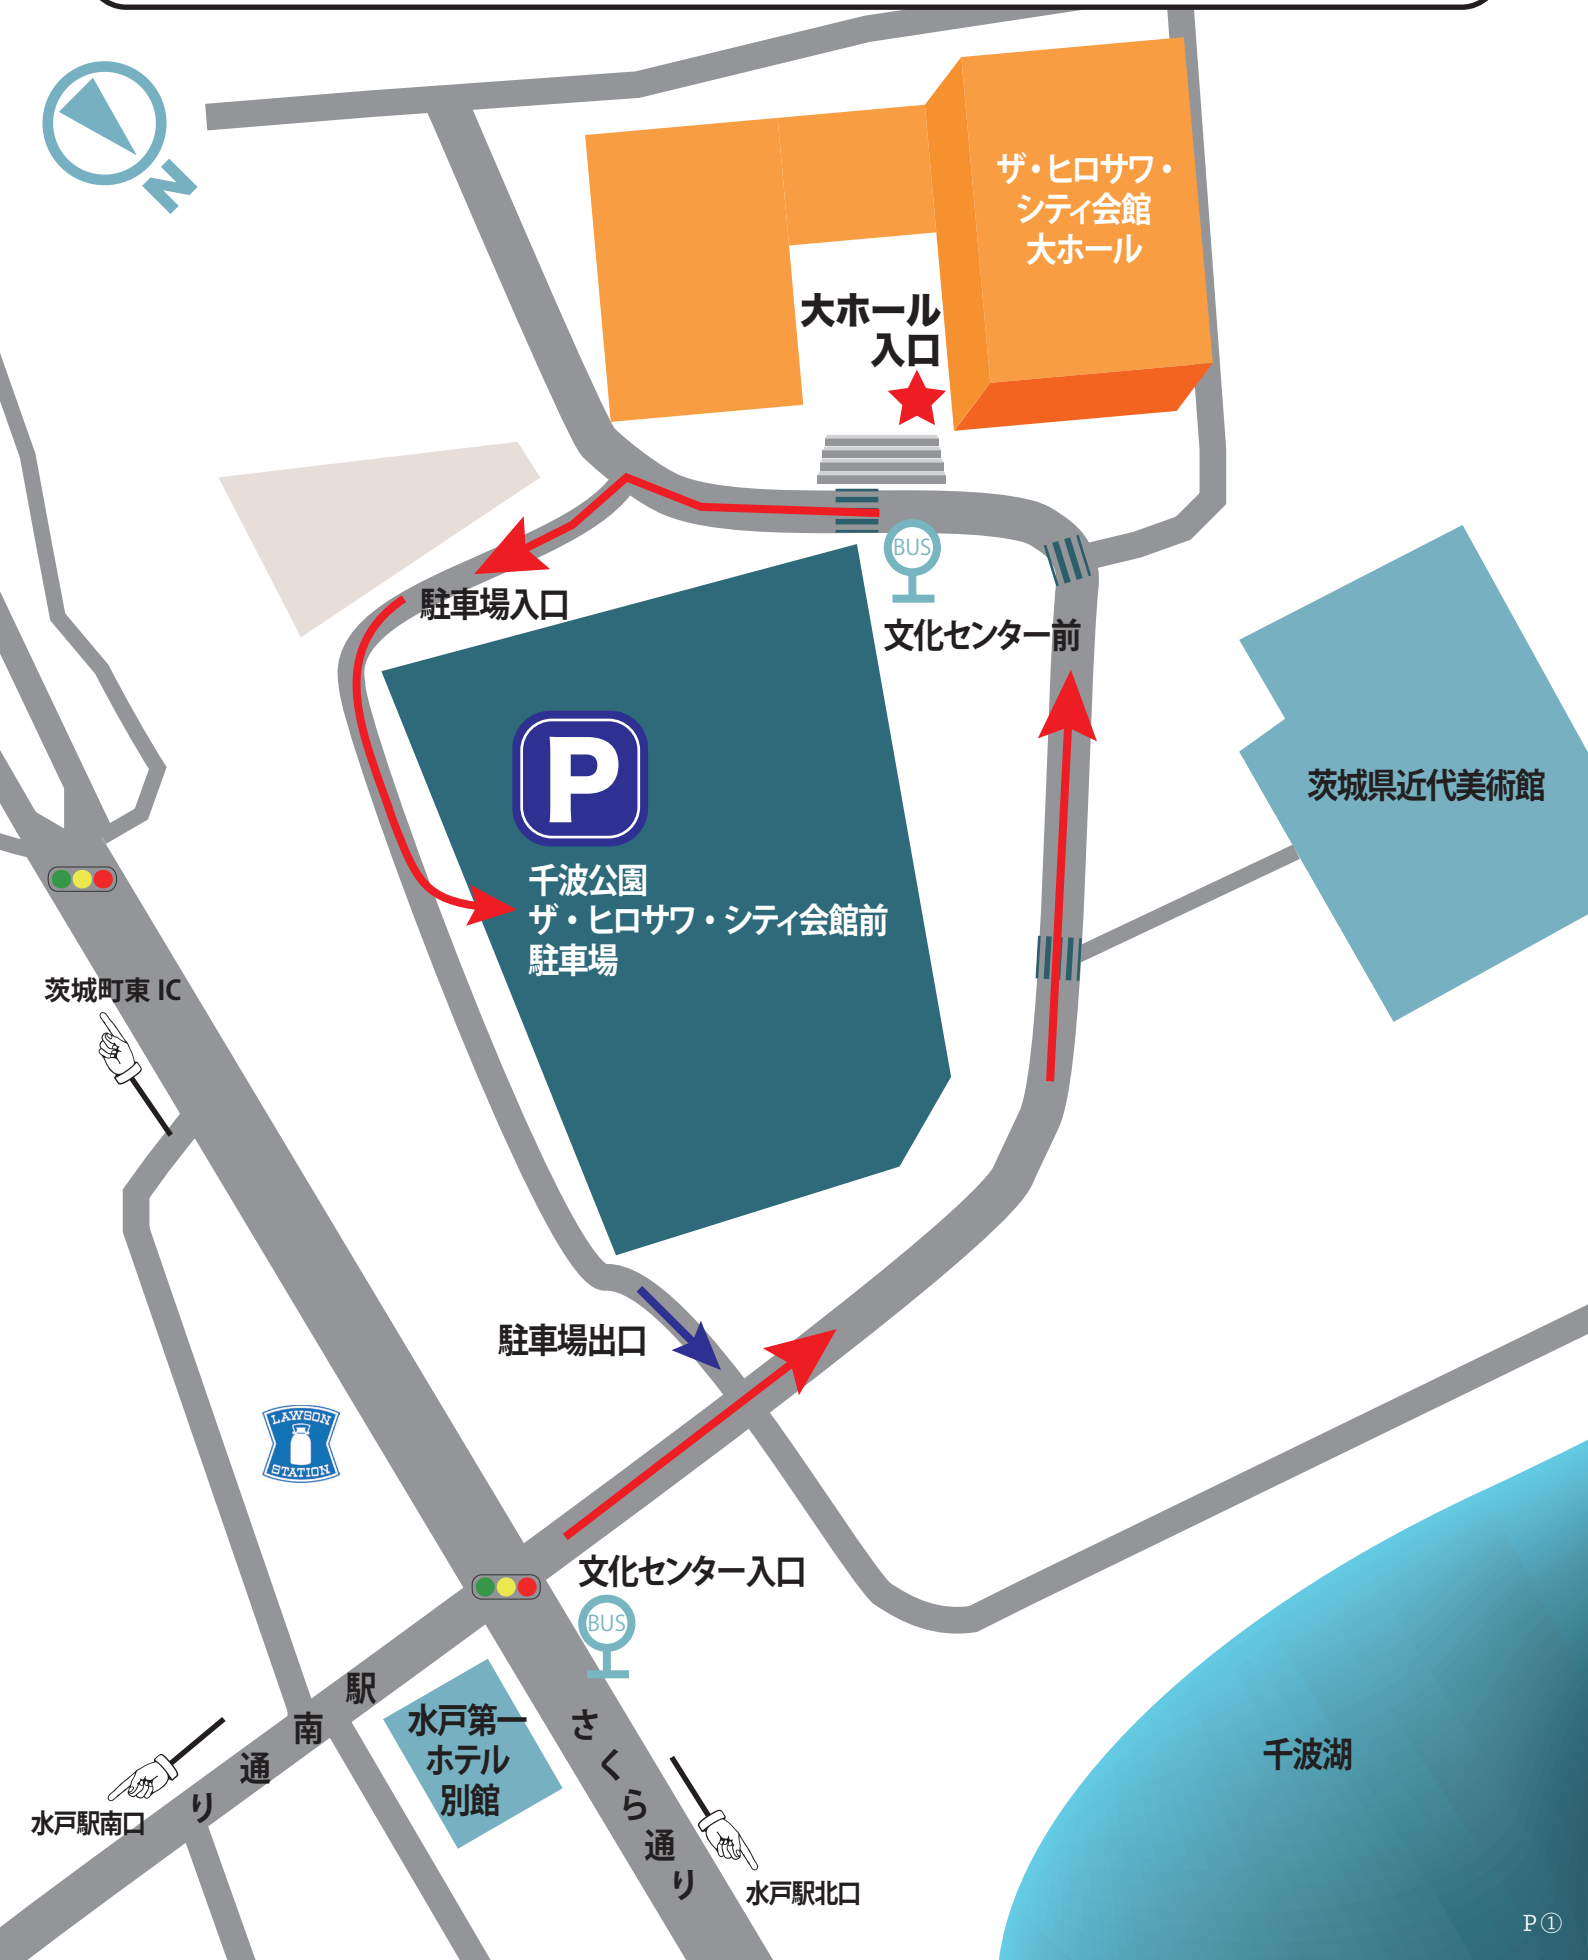 N
ザ・ヒロサワ・
シティ会館
大ホール
大ホール
入口
BUS
駐車場入口
文化センター前
P
茨城県近代美術館
千波公園
ザ・ヒロサワ・シティ会館前
駐車場
茨城町東 IC
駐車場出口
LAWSON
STATION
文化センター入口
BUS
駅南通り
水戸第一
ホテル
別館
さくら通り
千波湖
水戸駅南口
水戸駅北口
P①